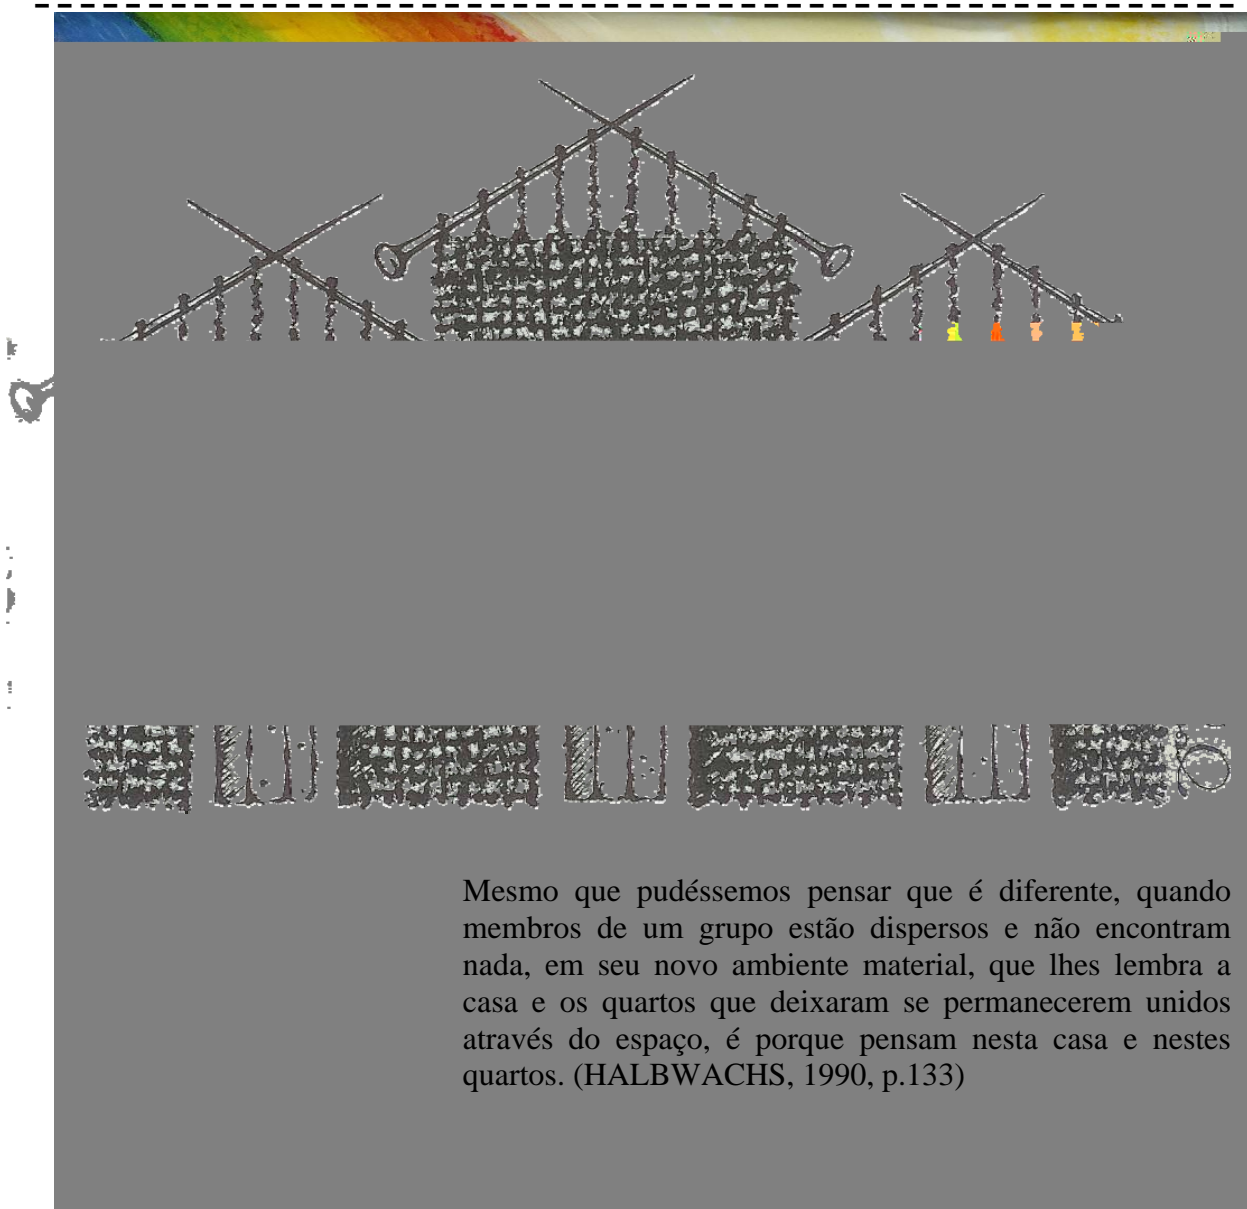 Mesmo que pudéssemos pensar que é diferente, quando
membros de um grupo estão dispersos e não encontram
nada, em seu novo ambiente material, que lhes lembra a
casa e os quartos que deixaram se permanecerem unidos
através do espaço, é porque pensam nesta casa e nestes
quartos. (HALBWACHS, 1990, p.133)